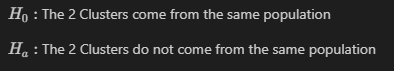 H₀ : The 2 Clusters come from the same population
Hₐ : The 2 Clusters do not come from the same population